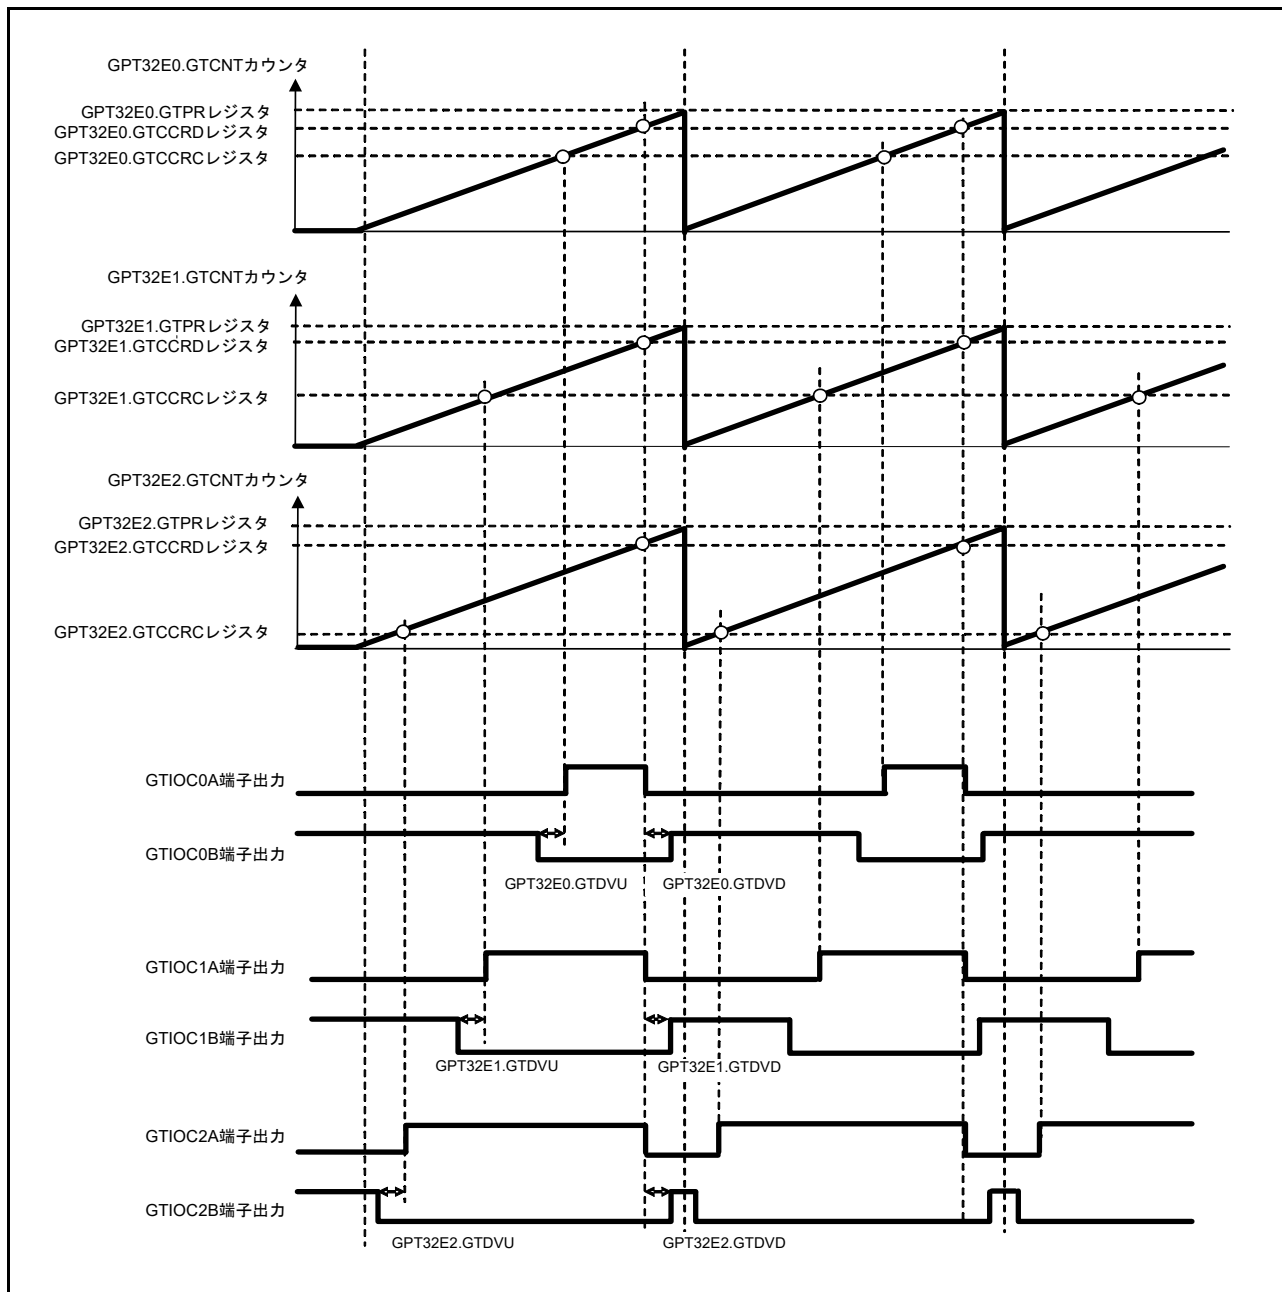 GPT32E0.GTCNTカウンタ
GPT32E0.GTPRレジスタ
GPT32E0.GTCCRDレジスタ
GPT32E0.GTCCRCレジスタ
GPT32E1.GTCNTカウンタ
GPT32E1.GTPRレジスタ
GPT32E1.GTCCRDレジスタ
GPT32E1.GTCCRCレジスタ
GPT32E2.GTCNTカウンタ
GPT32E2.GTPRレジスタ
GPT32E2.GTCCRDレジスタ
GPT32E2.GTCCRCレジスタ
GTIOC0A端子出力
GTIOC0B端子出力
GPT32E0.GTDVU GPT32E0.GTDVD
GTIOC1A端子出力
GTIOC1B端子出力
GPT32E1.GTDVU GPT32E1.GTDVD
GTIOC2A端子出力
GTIOC2B端子出力
GPT32E2.GTDVU GPT32E2.GTDVD